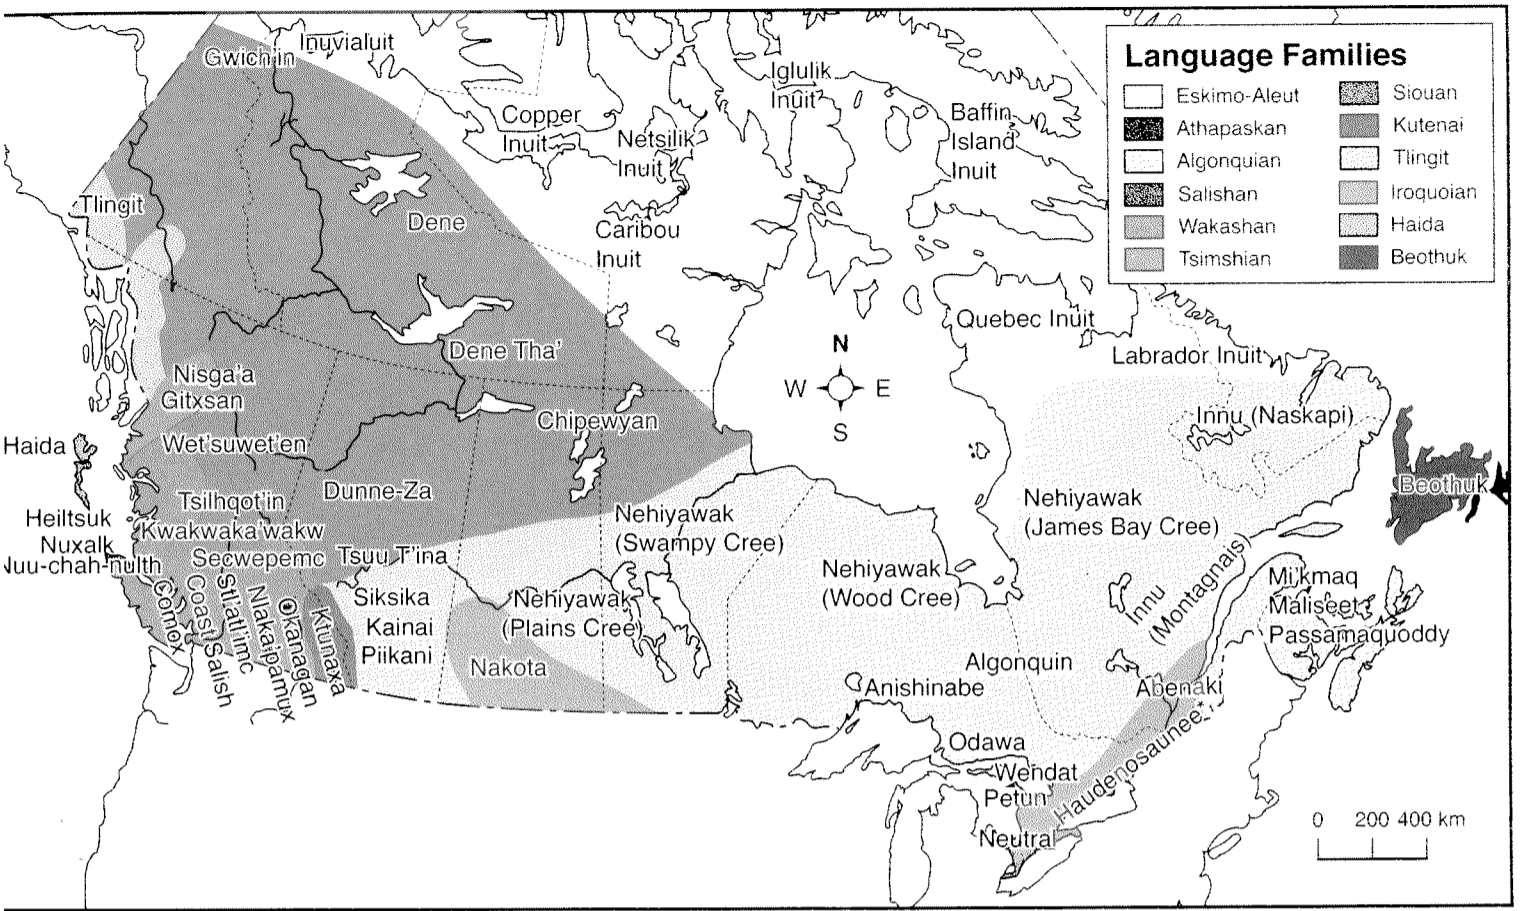 Language Families
Eskimo-Aleut
Athapaskan
Algonquian
Salishan
Wakashan
Tsimshian
Siouan
Kutenai
Tlingit
Iroquoian
Haida
Beothuk
Gwich'in
Inuvialuit
Copper
Inuit
Netsilik
Inuit
Iglulik
Inuit
Baffin
Island
Inuit
Tlingit
Dene
Caribou
Inuit
Quebec Inuit
Labrador Inuit
Dene Tha'
N
W
E
S
Nisga'a
Gitxsan
Chipewyan
Innu (Naskapi)
Haida
Wet'suwet'en
Beothuk
Dunne-Za
Tsilhqot'in
Heiltsuk
Kwakwaka'wakw
Nuxalk
Secwepemc
Nuu-chah-nulth
Tsuu T'ina
Nehiyawak
(Swampy Cree)
Nehiyawak
(James Bay Cree)
Nehiyawak
(Wood Cree)
Innu
(Montagnais)
Mi'kmaq
Maliseet
Passamaquoddy
Comox
Coast Salish
Stl'atl'imc
Nlaka'pamux
Okanagan
Ktunaxa
Siksika
Kainai
Piikani
Nehiyawak
(Plains Cree)
Nakota
Algonquin
Anishinabe
Abenaki
Haudenosaunee*
Odawa
Wendat
Petun
Neutral
0 200 400 km